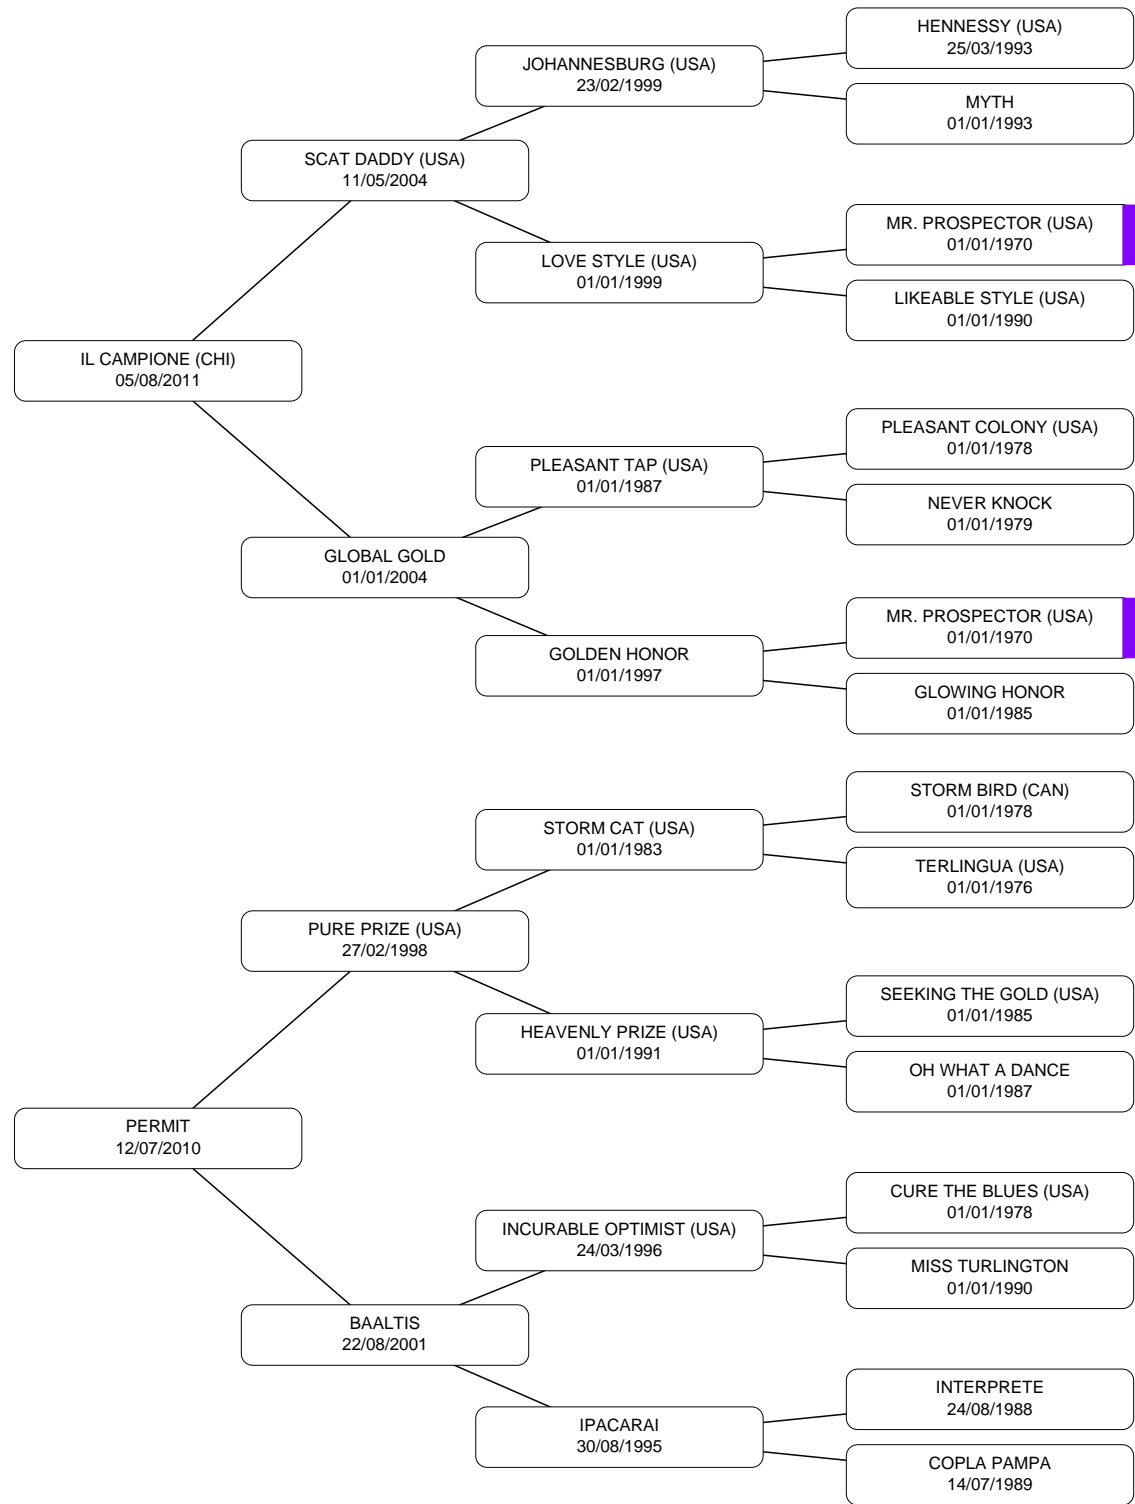 HENNESSY (USA)
25/03/1993
JOHANNESBURG (USA)
23/02/1999
MYTH
01/01/1993
SCAT DADDY (USA)
11/05/2004
MR. PROSPECTOR (USA)
01/01/1970
LOVE STYLE (USA)
01/01/1999
LIKEABLE STYLE (USA)
01/01/1990
IL CAMPIONE (CHI)
05/08/2011
PLEASANT COLONY (USA)
01/01/1978
PLEASANT TAP (USA)
01/01/1987
NEVER KNOCK
01/01/1979
GLOBAL GOLD
01/01/2004
MR. PROSPECTOR (USA)
01/01/1970
GOLDEN HONOR
01/01/1997
GLOWING HONOR
01/01/1985
STORM BIRD (CAN)
01/01/1978
STORM CAT (USA)
01/01/1983
TERLINGUA (USA)
01/01/1976
PURE PRIZE (USA)
27/02/1998
SEEKING THE GOLD (USA)
01/01/1985
HEAVENLY PRIZE (USA)
01/01/1991
OH WHAT A DANCE
01/01/1987
PERMIT
12/07/2010
CURE THE BLUES (USA)
01/01/1978
INCURABLE OPTIMIST (USA)
24/03/1996
MISS TURLINGTON
01/01/1990
BAALTIS
22/08/2001
INTERPRETE
24/08/1988
IPACARAI
30/08/1995
COPLA PAMPA
14/07/1989